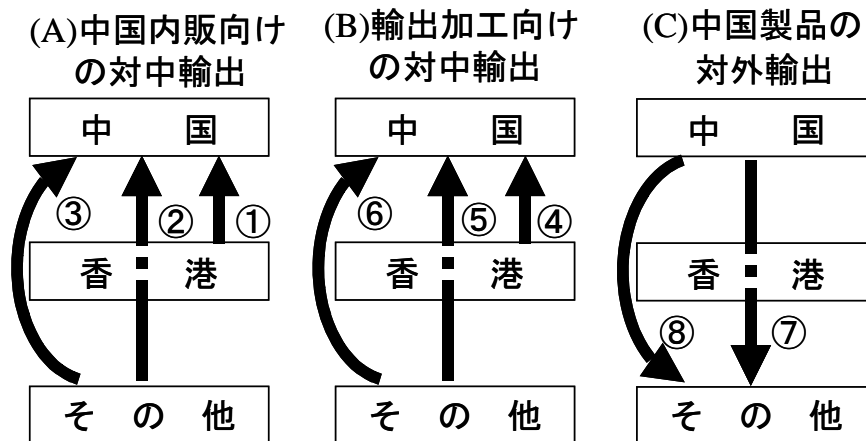 (A)中国内販向け
の対中輸出
中 国
③
②
①
香 港
そ の 他
(B)輸出加工向け
の対中輸出
中 国
⑥
⑤
④
香 港
そ の 他
(C)中国製品の
対外輸出
中 国
香 港
⑧
⑦
そ の 他